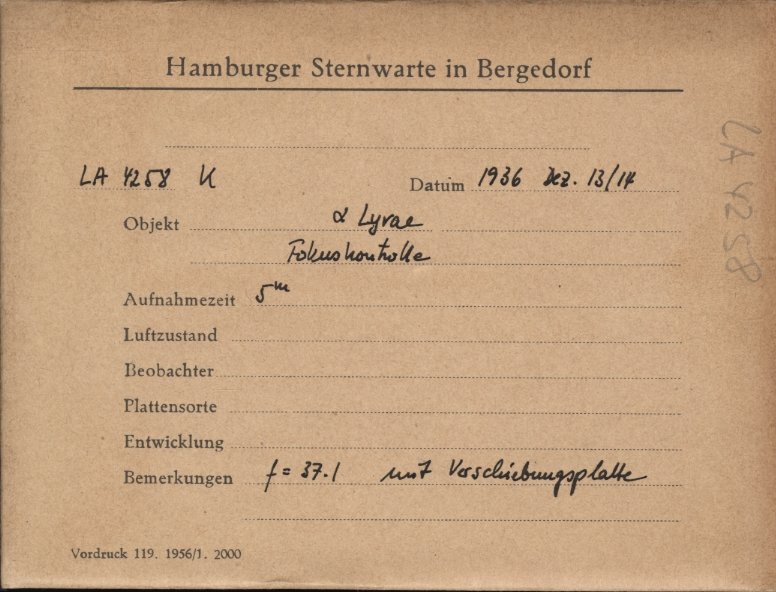 Hamburger Sternwarte in Bergedorf
LA 4258 K Datum 1936 Dez. 13/14
Objekt α Lyrae
Fokuskontrolle
Aufnahmezeit 5ᵐ
Luftzustand
Beobachter
Plattensorte
Entwicklung
Bemerkungen f = 37.1 mit Verschiebungsplatte
Vordruck 119. 1956/1. 2000
LA 4258